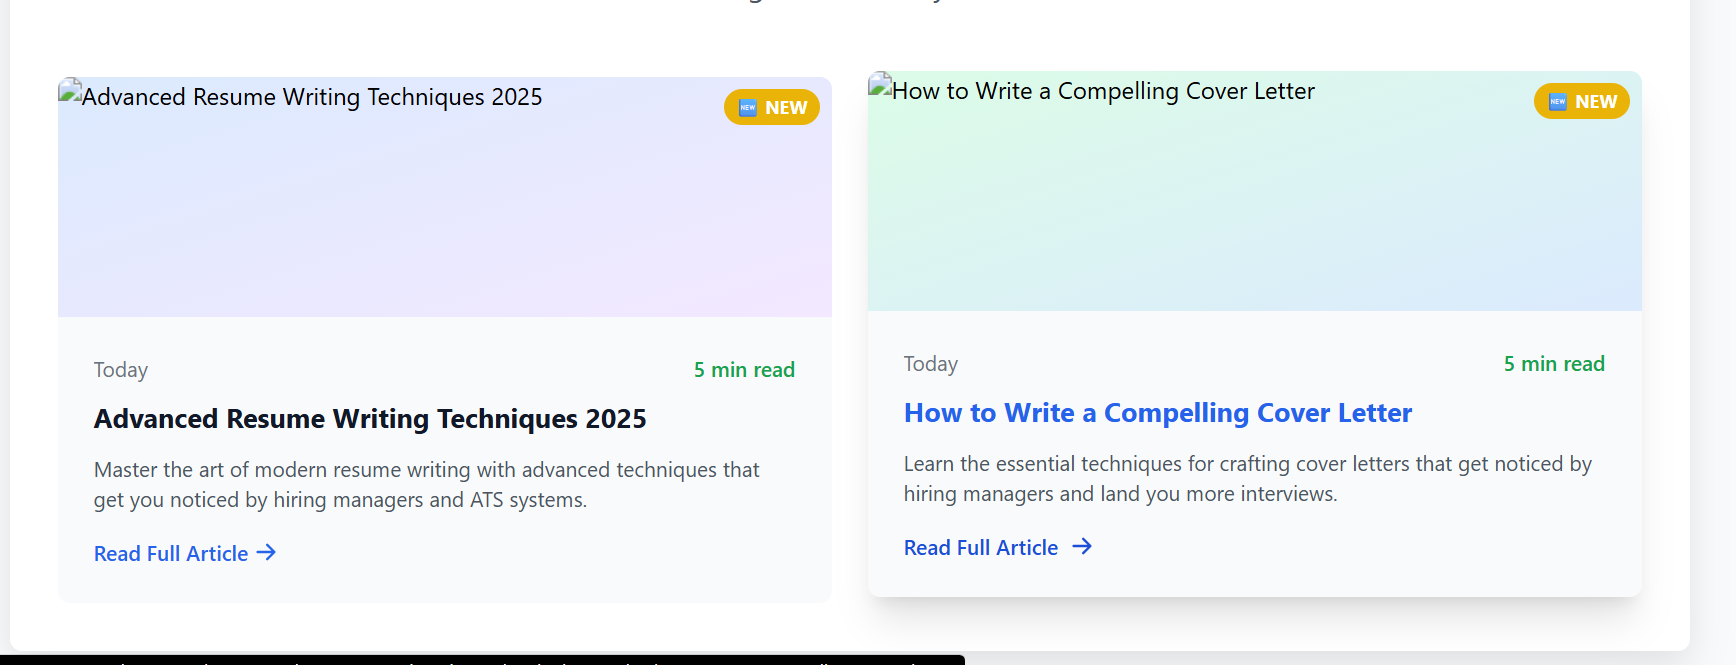 Advanced Resume Writing Techniques 2025
NEW NEW
Today
5 min read
Advanced Resume Writing Techniques 2025
Master the art of modern resume writing with advanced techniques that
get you noticed by hiring managers and ATS systems.
Read Full Article →
How to Write a Compelling Cover Letter
NEW NEW
Today
5 min read
How to Write a Compelling Cover Letter
Learn the essential techniques for crafting cover letters that get noticed by
hiring managers and land you more interviews.
Read Full Article →